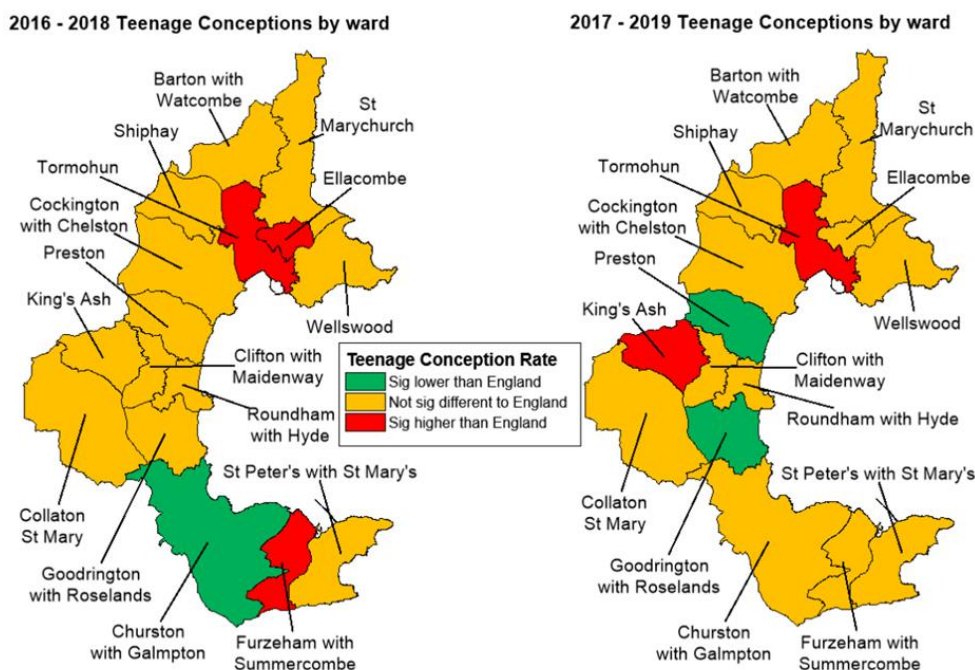 2016 - 2018 Teenage Conceptions by ward
Barton with
Watcombe
St
Marychurch
Shiphay
Tormohun
Ellacombe
Cockington
with Chelston
Preston
King's Ash
Wellswood
Clifton with
Maidenway
Roundham
with Hyde
St Peter's with St Mary's
Collaton
St Mary
Goodrington
with Roselands
Churston
with Galmpton
Furzeham with
Summercombe
Teenage Conception Rate
Sig lower than England
Not sig different to England
Sig higher than England
2017 - 2019 Teenage Conceptions by ward
Barton with
Watcombe
St
Marychurch
Shiphay
Tormohun
Ellacombe
Cockington
with Chelston
Preston
King's Ash
Wellswood
Clifton with
Maidenway
Roundham with Hyde
St Peter's with St Mary's
Collaton
St Mary
Goodrington
with Roselands
Churston
with Galmpton
Furzeham with
Summercombe